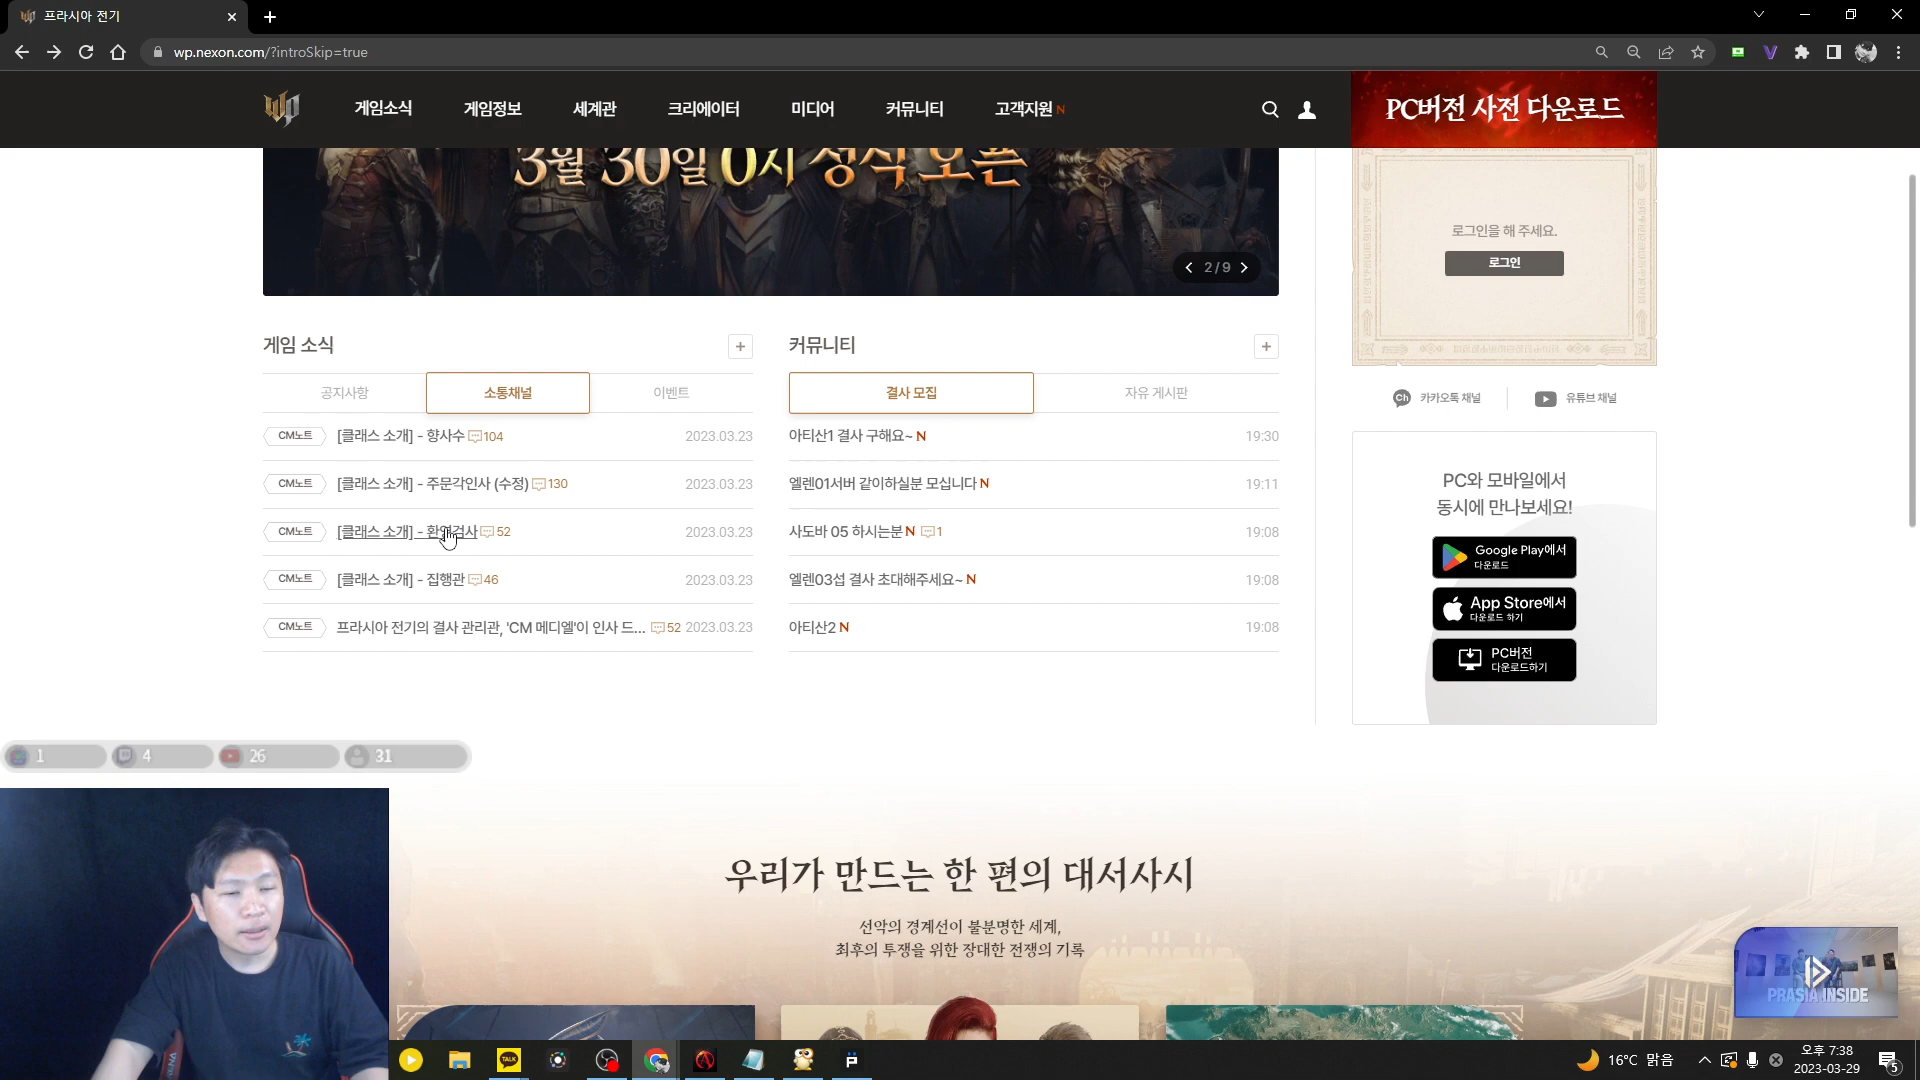 프라시아 전기
wp.nexon.com/?introSkip=true
게임소식
게임정보
세계관
크리에이터
미디어
커뮤니티
고객지원 N
PC버전 사전 다운로드
3월 30일 0시 정식 오픈
2/9
로그인을 해 주세요.
로그인
카카오톡 채널
유튜브 채널
게임 소식
공지사항
소통채널
이벤트
CM노트 [클래스 소개] - 향사수 104 2023.03.23
CM노트 [클래스 소개] - 주문각인사 (수정) 130 2023.03.23
CM노트 [클래스 소개] - 환영검사 52 2023.03.23
CM노트 [클래스 소개] - 집행관 46 2023.03.23
CM노트 프라시아 전기의 결사 관리관, 'CM 메디엘'이 인사 드... 52 2023.03.23
커뮤니티
결사 모집
자유 게시판
아티산1 결사 구해요~ N 19:30
엘렌01서버 같이하실분 모십니다 N 19:11
사도바 05 하시는분 N 1 19:08
엘렌03섭 결사 초대해주세요~ N 19:08
아티산2 N 19:08
PC와 모바일에서
동시에 만나보세요!
Google Play에서
다운로드
App Store에서
다운로드 하기
PC버전
다운로드하기
1 4 26 31
우리가 만드는 한 편의 대서사시
선악의 경계선이 불분명한 세계,
최후의 투쟁을 위한 장대한 전쟁의 기록
PRASIA INSIDE
TALK
16°C 맑음
오후 7:38
2023-03-29
5